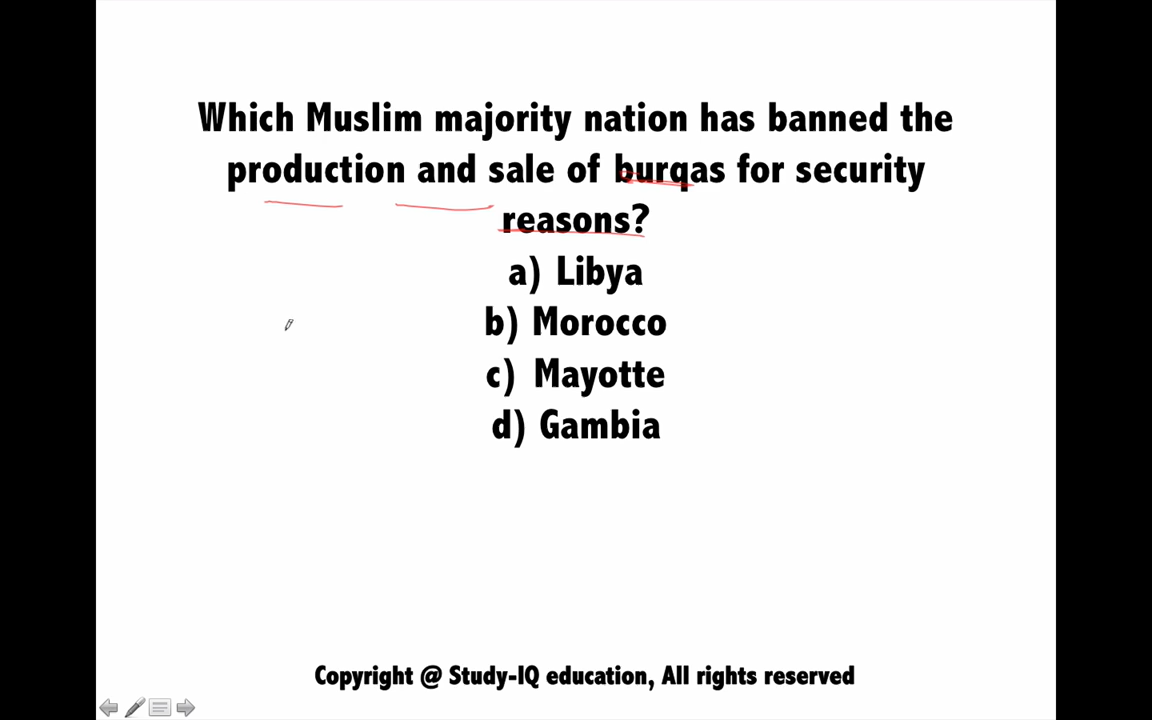 Which Muslim majority nation has banned the
production and sale of burqas for security
reasons?
a) Libya
b) Morocco
c) Mayotte
d) Gambia
Copyright @ Study-IQ education, All rights reserved